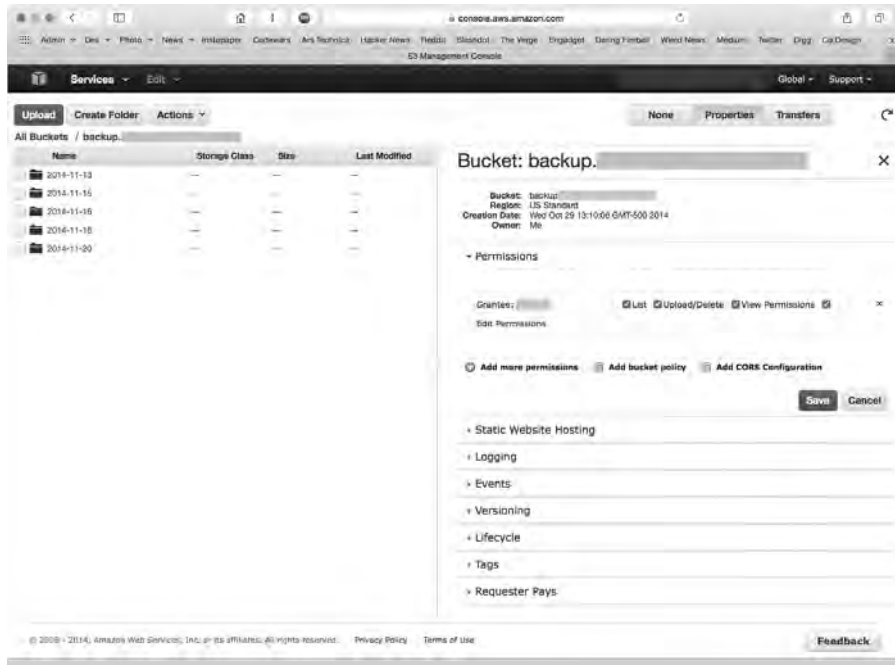 console.aws.amazon.com
Admin Des Photo News Instapaper Codewars Ars Technica Hacker News Reddit Slashdot The Verge Engadget Daring Fireball Wired News Medium Twitter Digg
S3 Management Console
Services Edit Global Support
Upload Create Folder Actions None Properties Transfers
All Buckets / backup.
Name Storage Class Size Last Modified
2014-11-13 -- -- --
2014-11-15 -- -- --
2014-11-16 -- -- --
2014-11-18 -- -- --
2014-11-20 -- -- --
Bucket: backup.
Bucket: backup
Region: US Standard
Creation Date: Wed Oct 29 13:10:06 GMT-500 2014
Owner: Me
Permissions
Grantee: List Upload/Delete View Permissions
Edit Permissions
Add more permissions Add bucket policy Add CORS Configuration
Save Cancel
Static Website Hosting
Logging
Events
Versioning
Lifecycle
Tags
Requester Pays
© 2008 - 2014, Amazon Web Services, Inc. or its affiliates. All rights reserved. Privacy Policy Terms of Use
Feedback